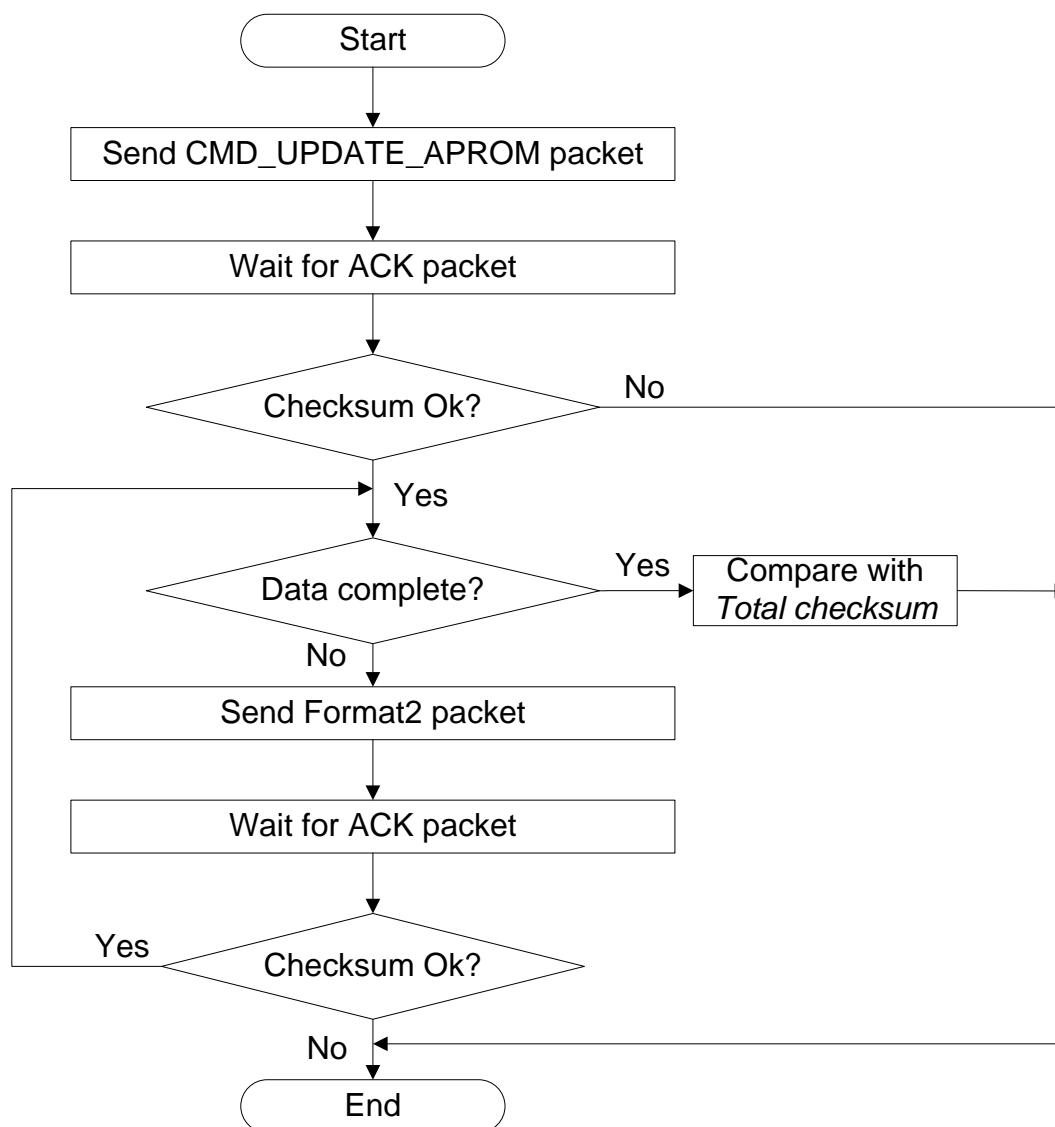 Start
Send CMD_UPDATE_APROM packet
Wait for ACK packet
Checksum Ok?
No
Yes
Data complete?
Yes
Compare with
Total checksum
No
Send Format2 packet
Wait for ACK packet
Yes
Checksum Ok?
No
End